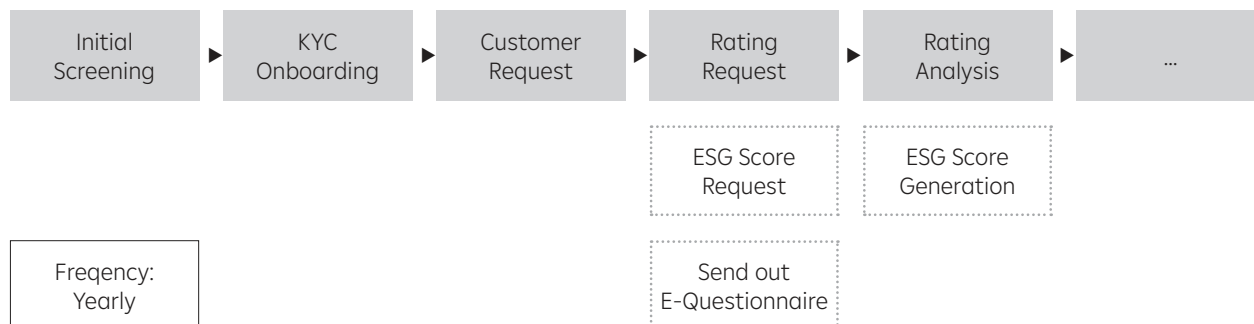 Initial
Screening
KYC
Onboarding
Customer
Request
Rating
Request
Rating
Analysis
...
ESG Score
Request
ESG Score
Generation
Freqency:
Yearly
Send out
E-Questionnaire